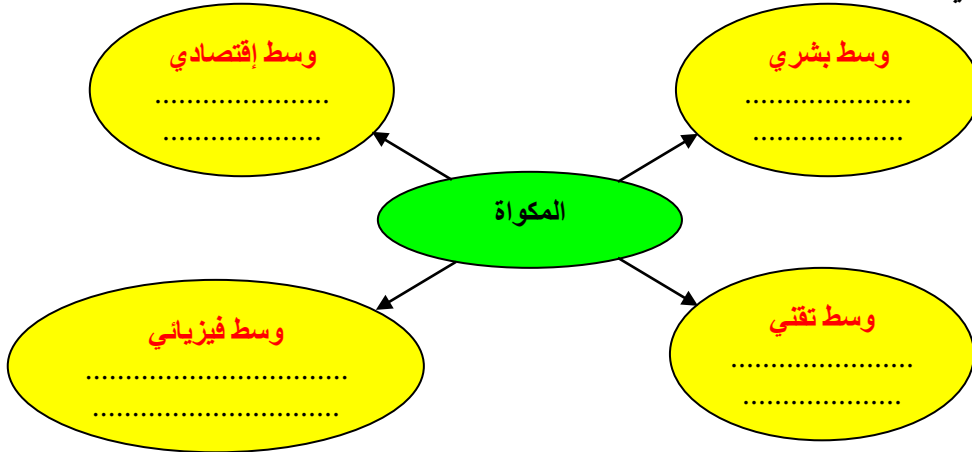 وسط بشري
......................
....................
وسط إقتصادي
......................
....................
المكواة
وسط تقني
.......................
....................
وسط فيزيائي
.................................
...............................